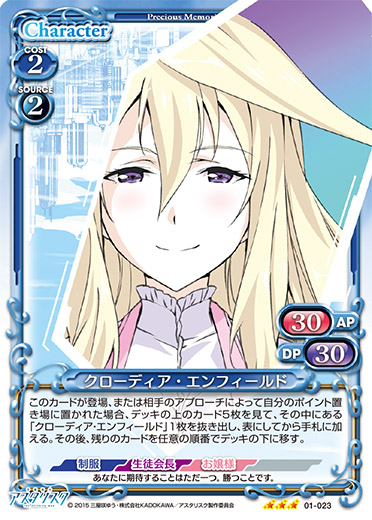 Precious Memor
Character
COST
2
SOURCE
2
30 AP
DP 30
クローディア・エンフィールド
このカードが登場、または相手のアプローチによって自分のポイント置
き場に置かれた場合、デッキの上のカード5枚を見て、その中にある
「クローディア・エンフィールド」1枚を抜き出し、表にしてから手札に加
える。その後、残りのカードを任意の順番でデッキの下に移す。
制服 生徒会長 お嬢様
あなたに期待することはただ一つ。勝つことです。
アスタリスク
© 2015 三屋咲ゆう・株式会社KADOKAWA/アスタリスク製作委員会
01-023